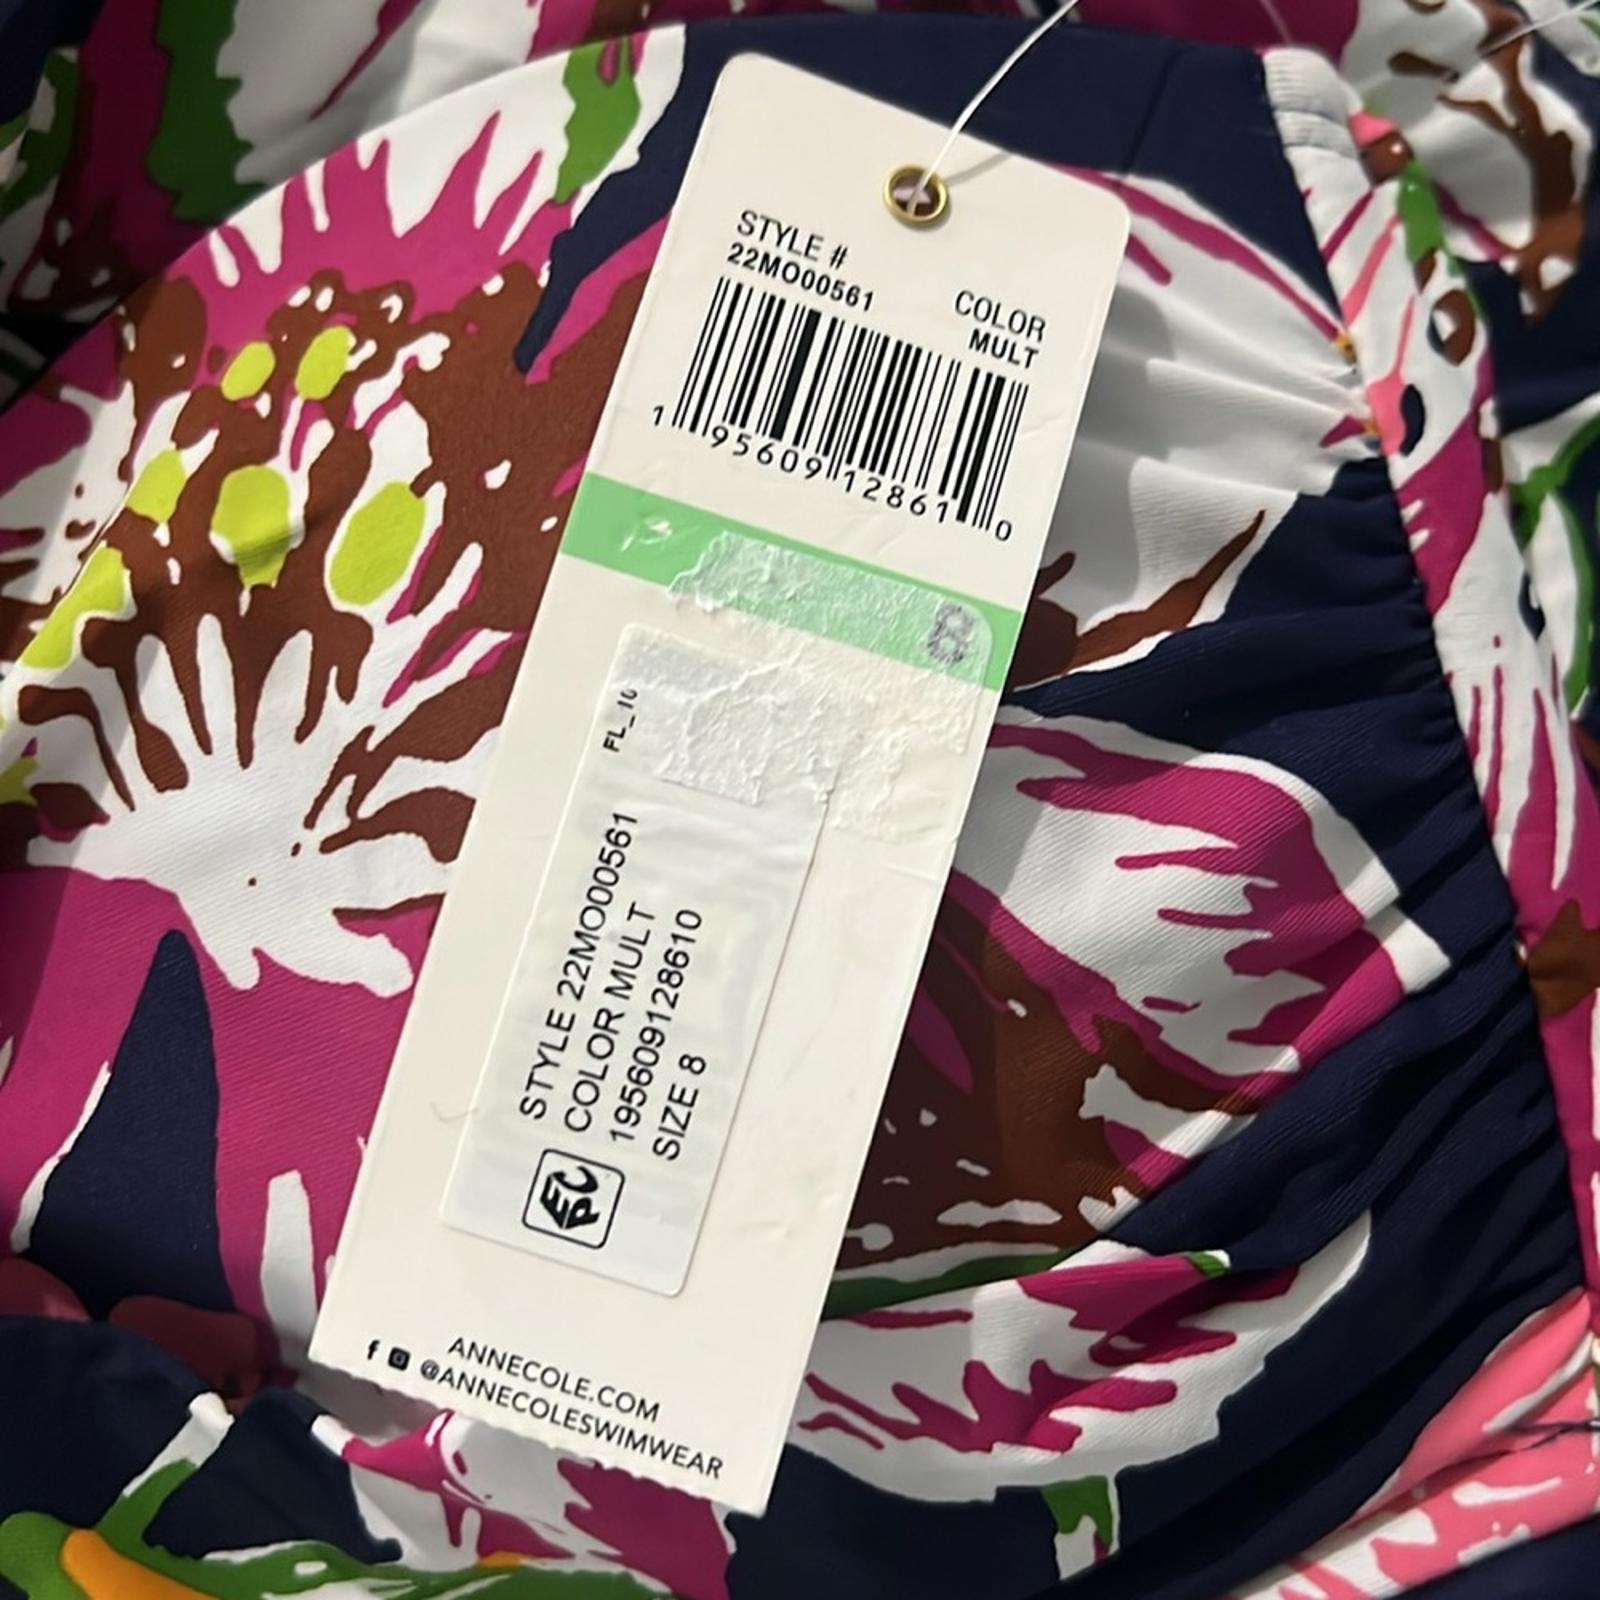 STYLE #
22MO00561
COLOR
MULT
1 95609 12861 0
8
FL_10
STYLE 22MO00561
COLOR MULT
195609128610
SIZE 8
EPC
ANNECOLE.COM
@ANNECOLESWIMWEAR